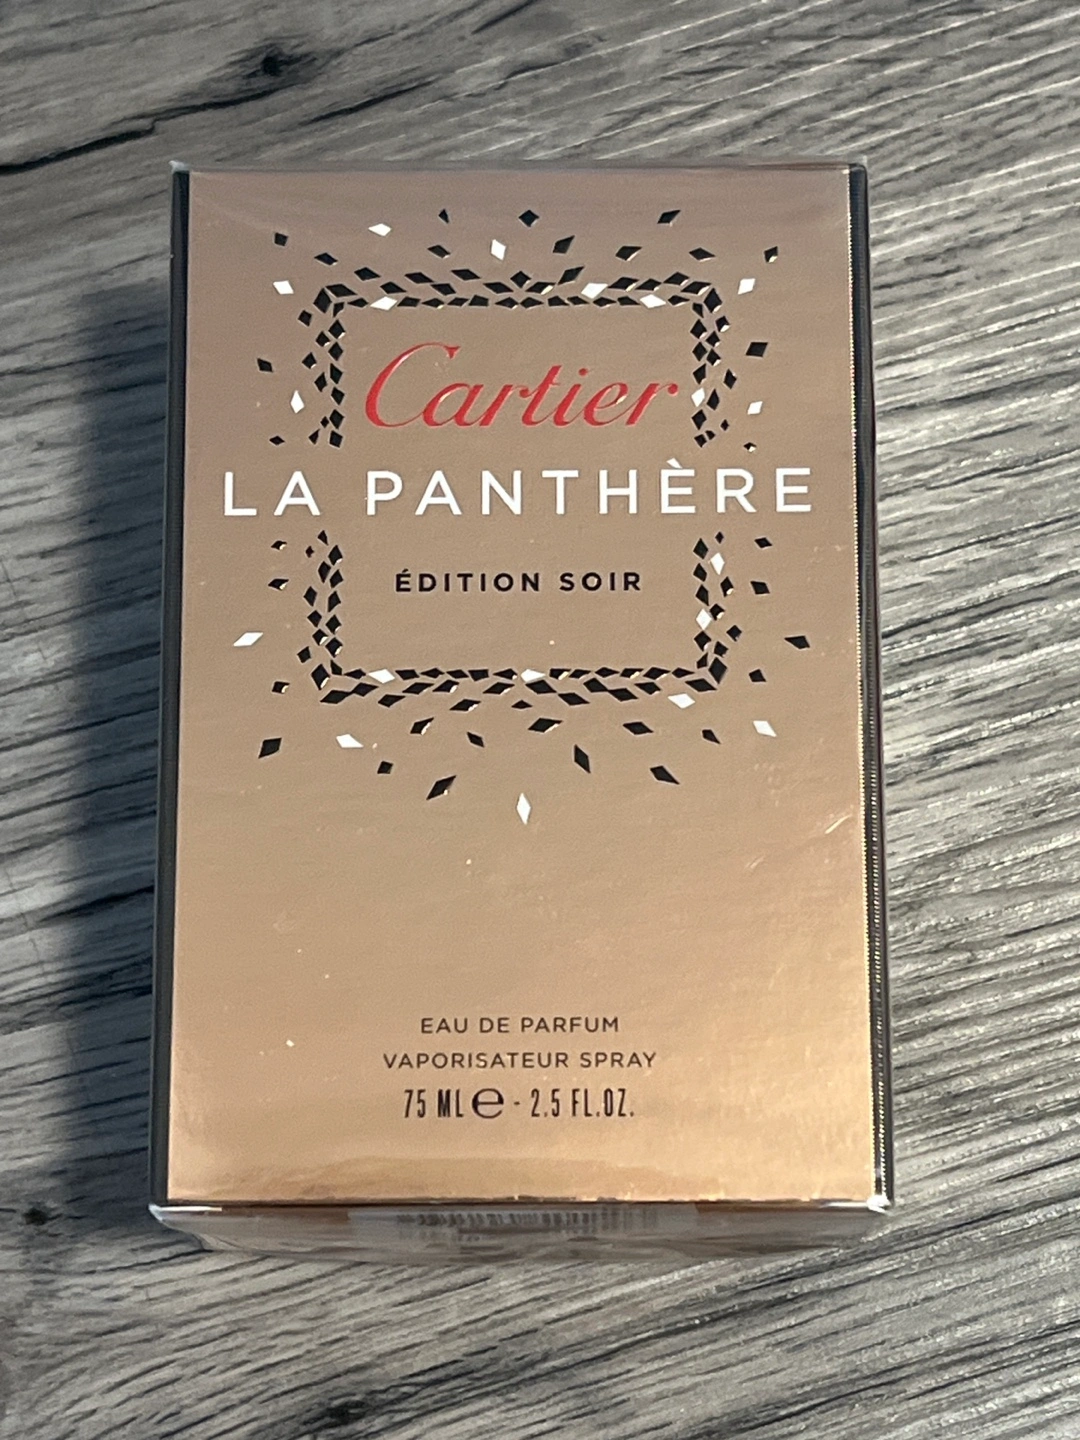 Cartier
LA PANTHÈRE
ÉDITION SOIR
EAU DE PARFUM
VAPORISATEUR SPRAY
75 ML ℮ - 2.5 FL.OZ.